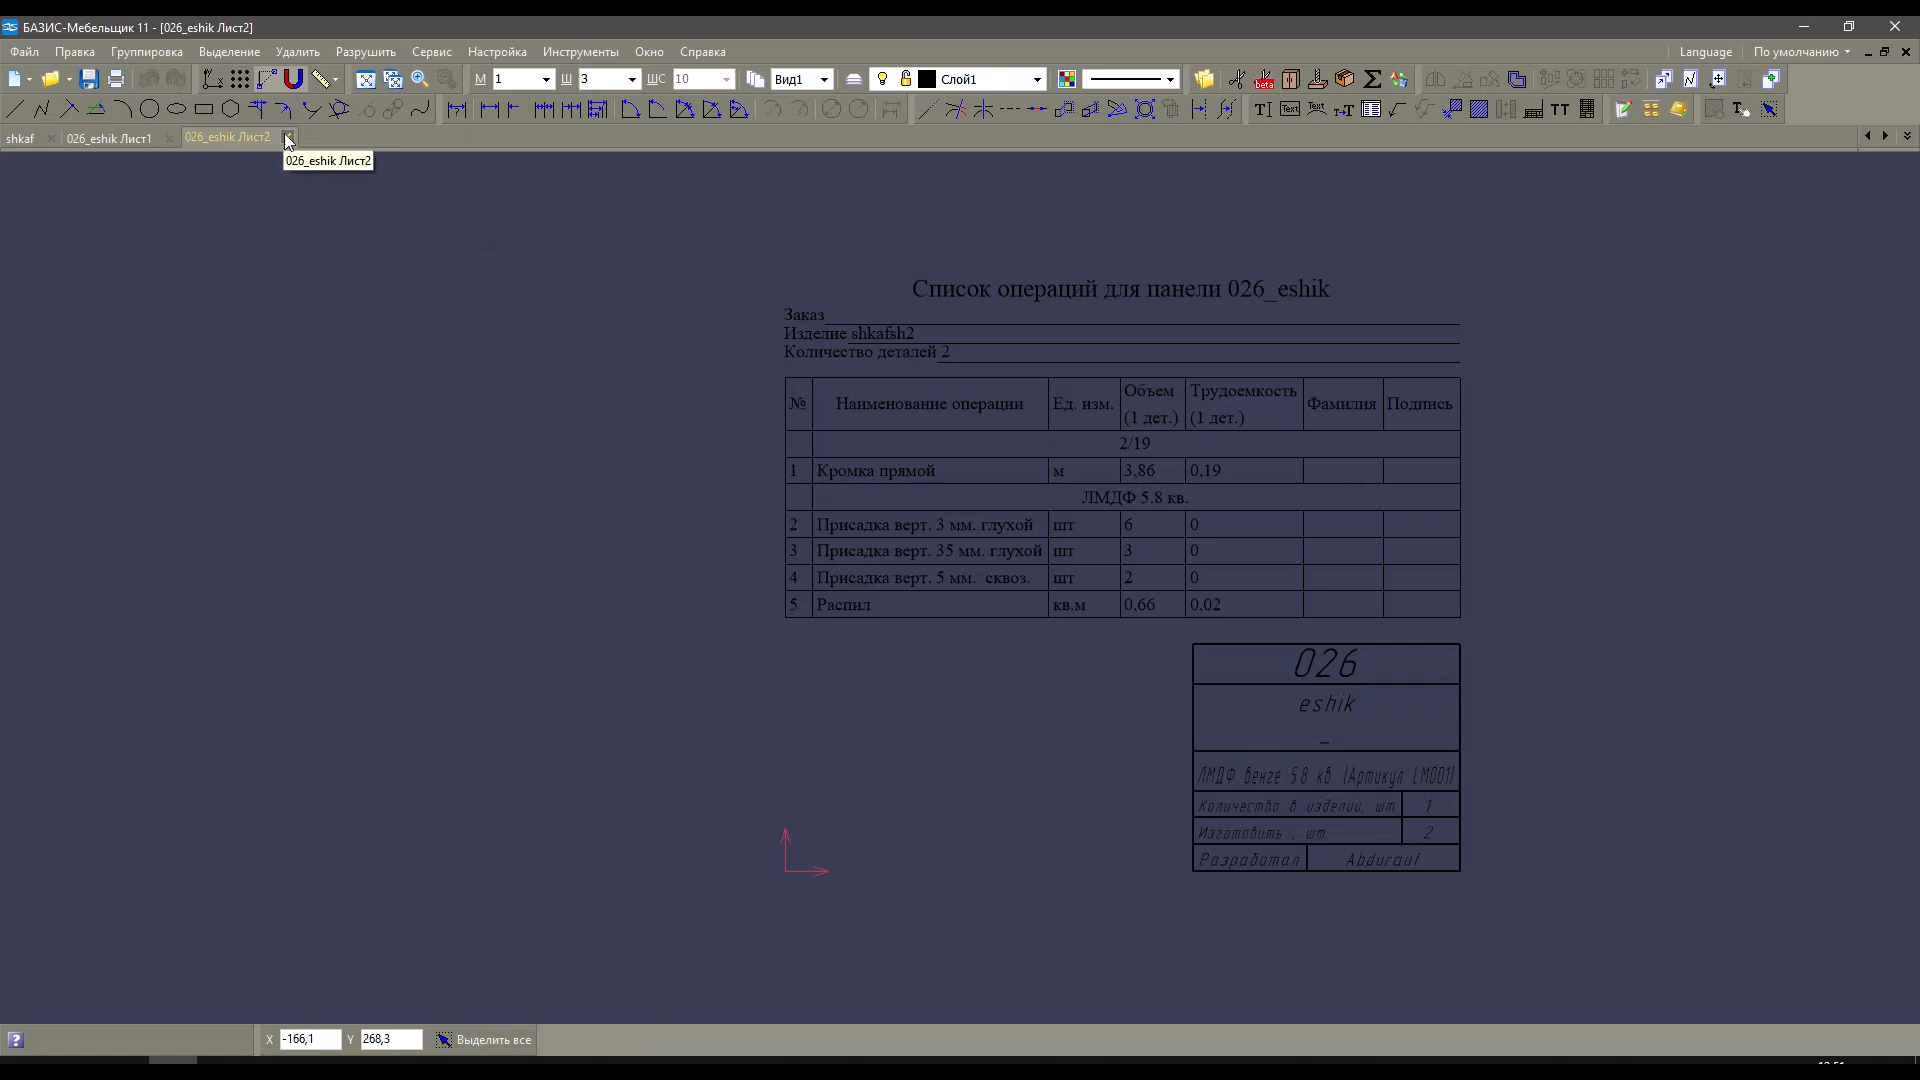 БАЗИС-Мебельщик 11 - [026_eshik Лист2]
Файл Правка Группировка Выделение Удалить Разрушить Сервис Настройка Инструменты Окно Справка Language По умолчанию
М 1 Ш 3 ШС 10 Вид1 Слой1
beta
Text Text
shkaf 026_eshik Лист1 026_eshik Лист2
026_eshik Лист2
Список операций для панели 026_eshik
Заказ
Изделие shkafsh2
Количество деталей 2
№ Наименование операции Ед. изм. Объем (1 дет.) Трудоемкость (1 дет.) Фамилия Подпись
2/19
1 Кромка прямой м 3,86 0,19
ЛМДФ 5.8 кв.
2 Присадка верт. 3 мм. глухой шт 6 0
3 Присадка верт. 35 мм. глухой шт 3 0
4 Присадка верт. 5 мм. сквоз. шт 2 0
5 Распил кв.м 0,66 0,02
026
eshik
_
ЛМДФ венге 5.8 кв (Артикул LM001)
Количество в изделии, шт. 1
Изготовить , шт. 2
Разработал Abdurauf
X -166,1 Y 268,3 Выделить все